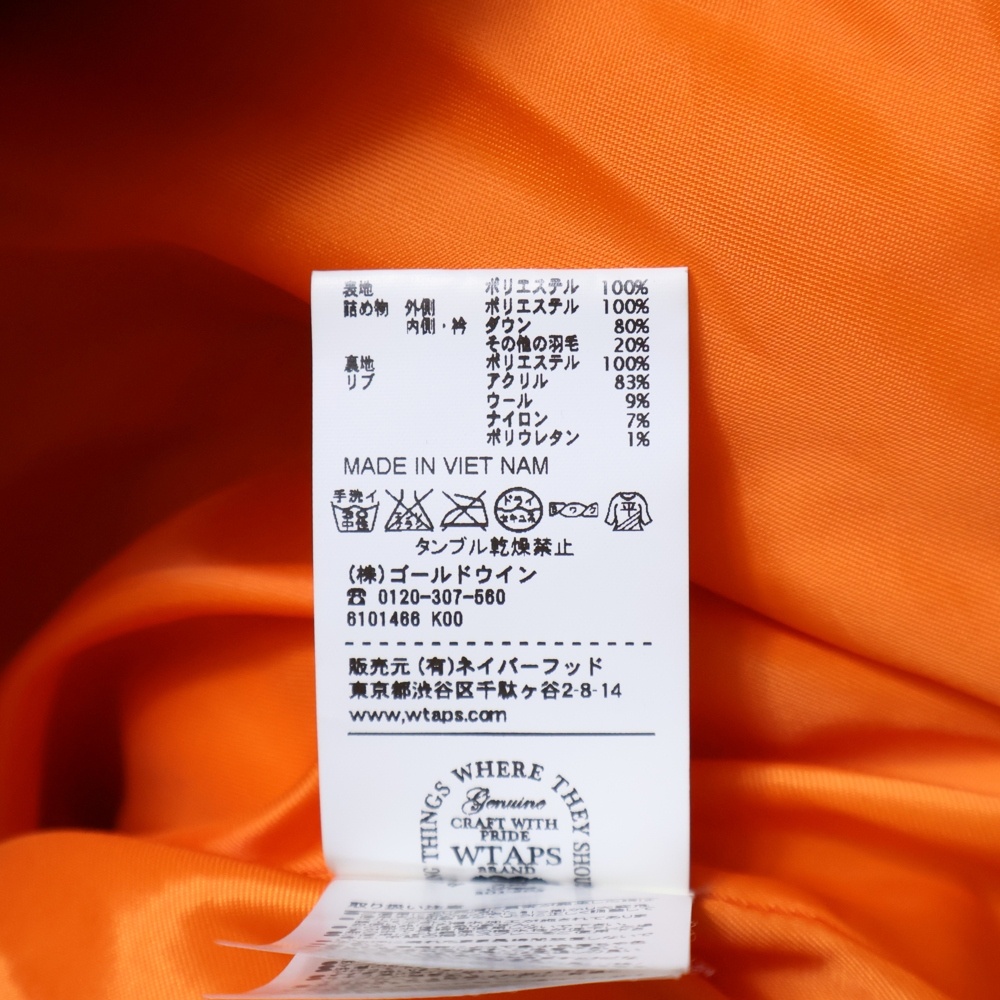 表地 ポリエステル 100%
詰め物 外側 ポリエステル 100%
内側・衿 ダウン 80%
その他の羽毛 20%
裏地 ポリエステル 100%
リブ アクリル 83%
ウール 9%
ナイロン 7%
ポリウレタン 1%
MADE IN VIET NAM
手洗イ
ドライ
平
タンブル乾燥禁止
(株)ゴールドウイン
☎ 0120-307-560
6101466 K00
販売元 (有)ネイバーフッド
東京都渋谷区千駄ヶ谷2-8-14
www,wtaps.com
THINGS WHERE THEY
Genuine
CRAFT WITH
PRIDE
WTAPS
BRAND
取り扱い注意